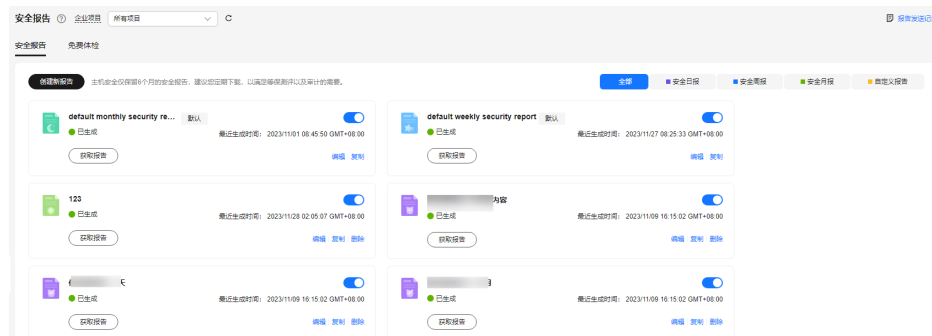 安全报告 企业项目 所有项目 报告发送记
安全报告 免费体检
创建新报告 主机安全仅保留6个月的安全报告，建议您定期下载，以满足等保测评以及审计的需要。 全部 安全日报 安全周报 安全月报 自定义报告
default monthly security re... 默认
已生成 最近生成时间： 2023/11/01 08:45:50 GMT+08:00
获取报告 编辑 复制
default weekly security report 默认
已生成 最近生成时间： 2023/11/27 08:25:33 GMT+08:00
获取报告 编辑 复制
123
已生成 最近生成时间： 2023/11/28 02:05:07 GMT+08:00
获取报告 编辑 复制 删除
内容
已生成 最近生成时间： 2023/11/09 16:15:02 GMT+08:00
获取报告 编辑 复制 删除
天
已生成 最近生成时间： 2023/11/09 16:15:02 GMT+08:00
获取报告 编辑 复制 删除
已生成 最近生成时间： 2023/11/09 16:15:02 GMT+08:00
获取报告 编辑 复制 删除